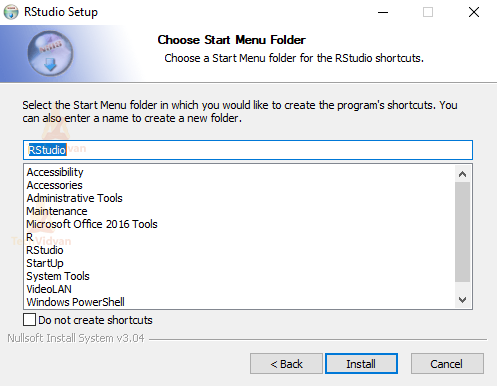 RStudio Setup
Choose Start Menu Folder
Choose a Start Menu folder for the RStudio shortcuts.
Select the Start Menu folder in which you would like to create the program's shortcuts. You
can also enter a name to create a new folder.
RStudio
Accessibility
Accessories
Administrative Tools
Maintenance
Microsoft Office 2016 Tools
R
RStudio
StartUp
System Tools
VideoLAN
Windows PowerShell
Do not create shortcuts
Nullsoft Install System v3.04
< Back
Install
Cancel